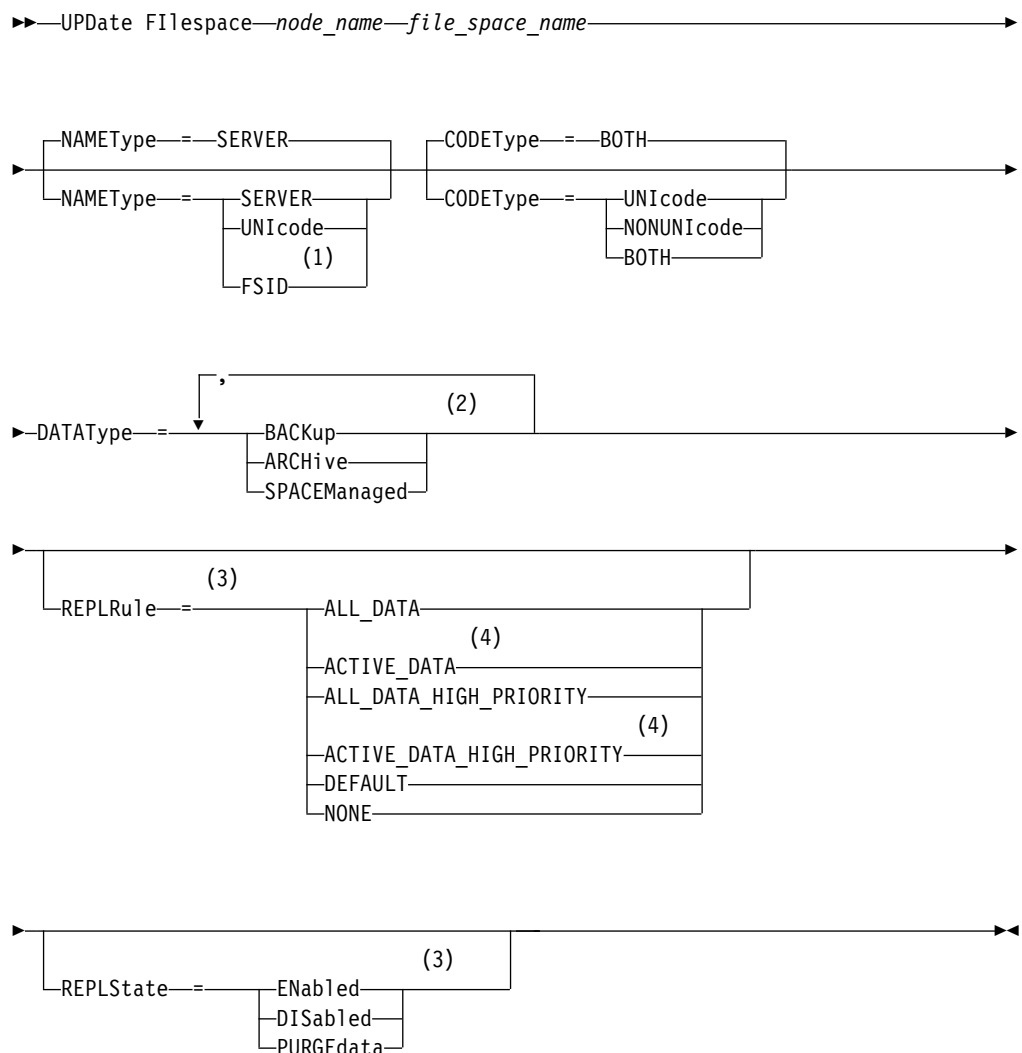 UPDate FIlespace node_name file_space_name
NAMEType = SERVER CODEType = BOTH
NAMEType = SERVER CODEType = UNIcode
UNIcode NONUNIcode
(1) BOTH
FSID
,
(2)
DATAType = BACKup
ARCHive
SPACEManaged
(3)
REPLRule = ALL_DATA
(4)
ACTIVE_DATA
ALL_DATA_HIGH_PRIORITY
(4)
ACTIVE_DATA_HIGH_PRIORITY
DEFAULT
NONE
(3)
REPLState = ENabled
DISabled
PURGEdata